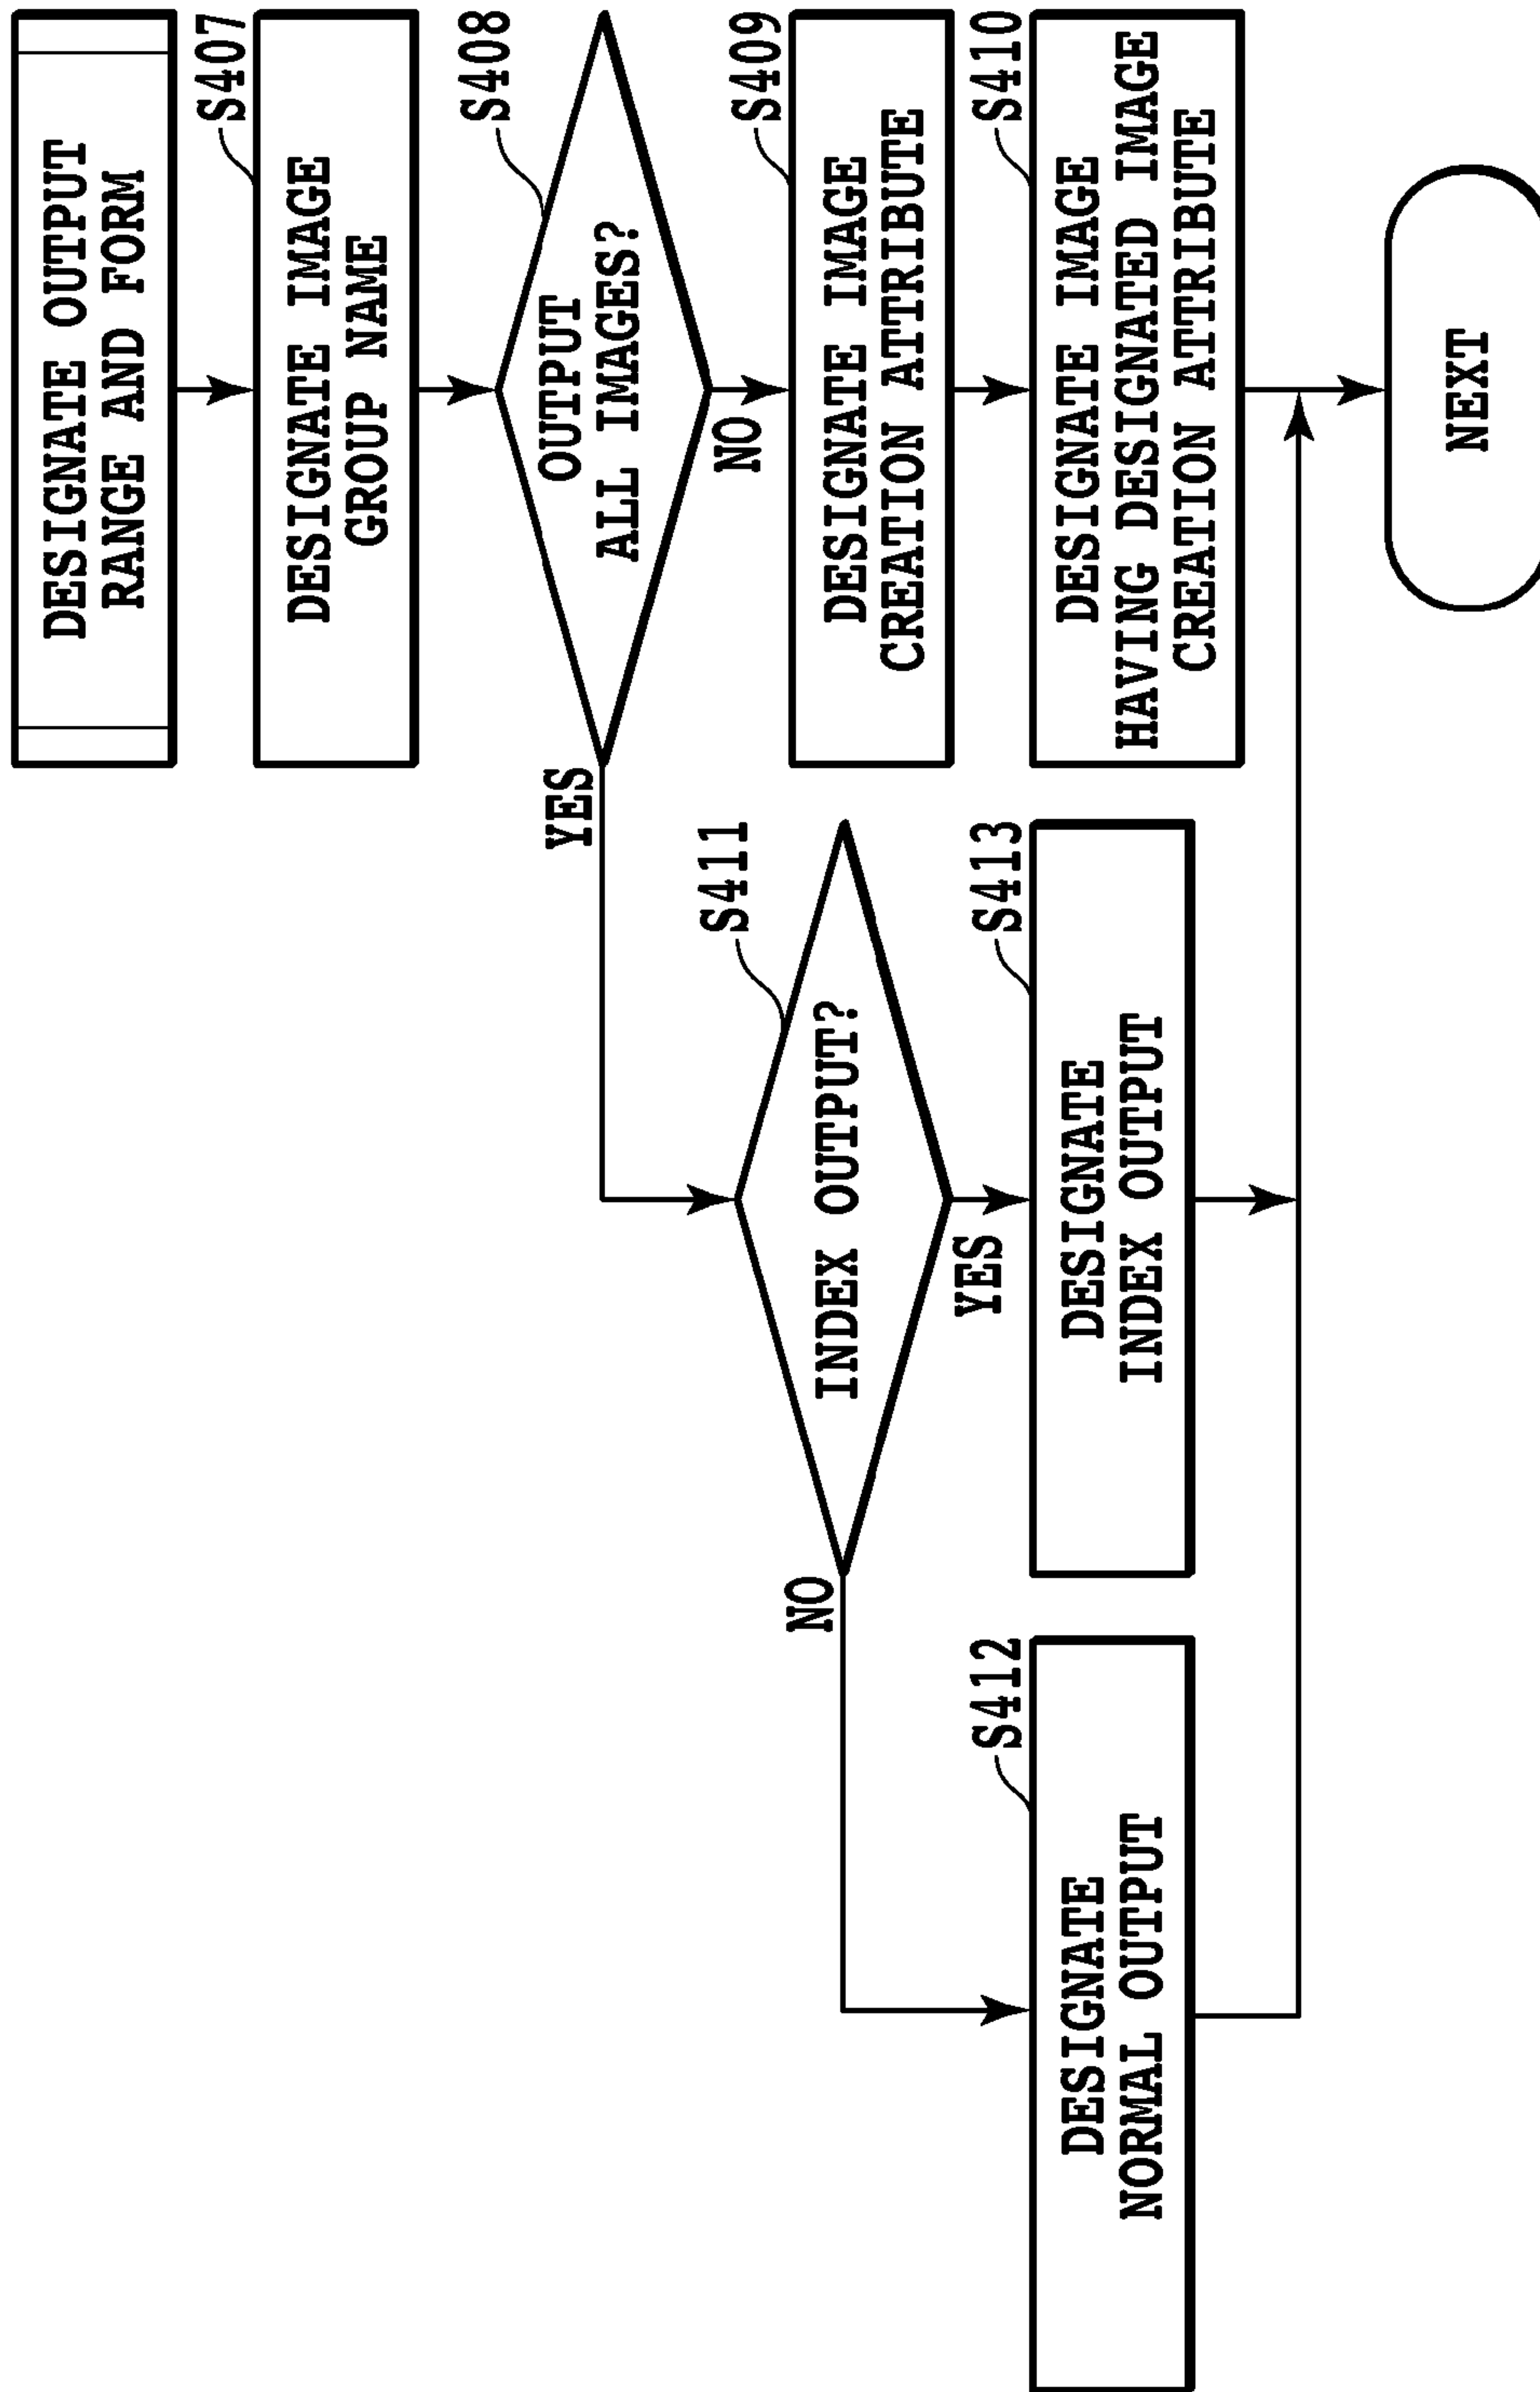 DESIGNATE OUTPUT
RANGE AND FORM
S407
DESIGNATE IMAGE
GROUP NAME
S408
OUTPUT
ALL IMAGES?
YES
NO
S409
DESIGNATE IMAGE
CREATION ATTRIBUTE
S410
DESIGNATE IMAGE
HAVING DESIGNATED IMAGE
CREATION ATTRIBUTE
S411
INDEX OUTPUT?
NO
YES
S413
DESIGNATE
INDEX OUTPUT
S412
DESIGNATE
NORMAL OUTPUT
NEXT